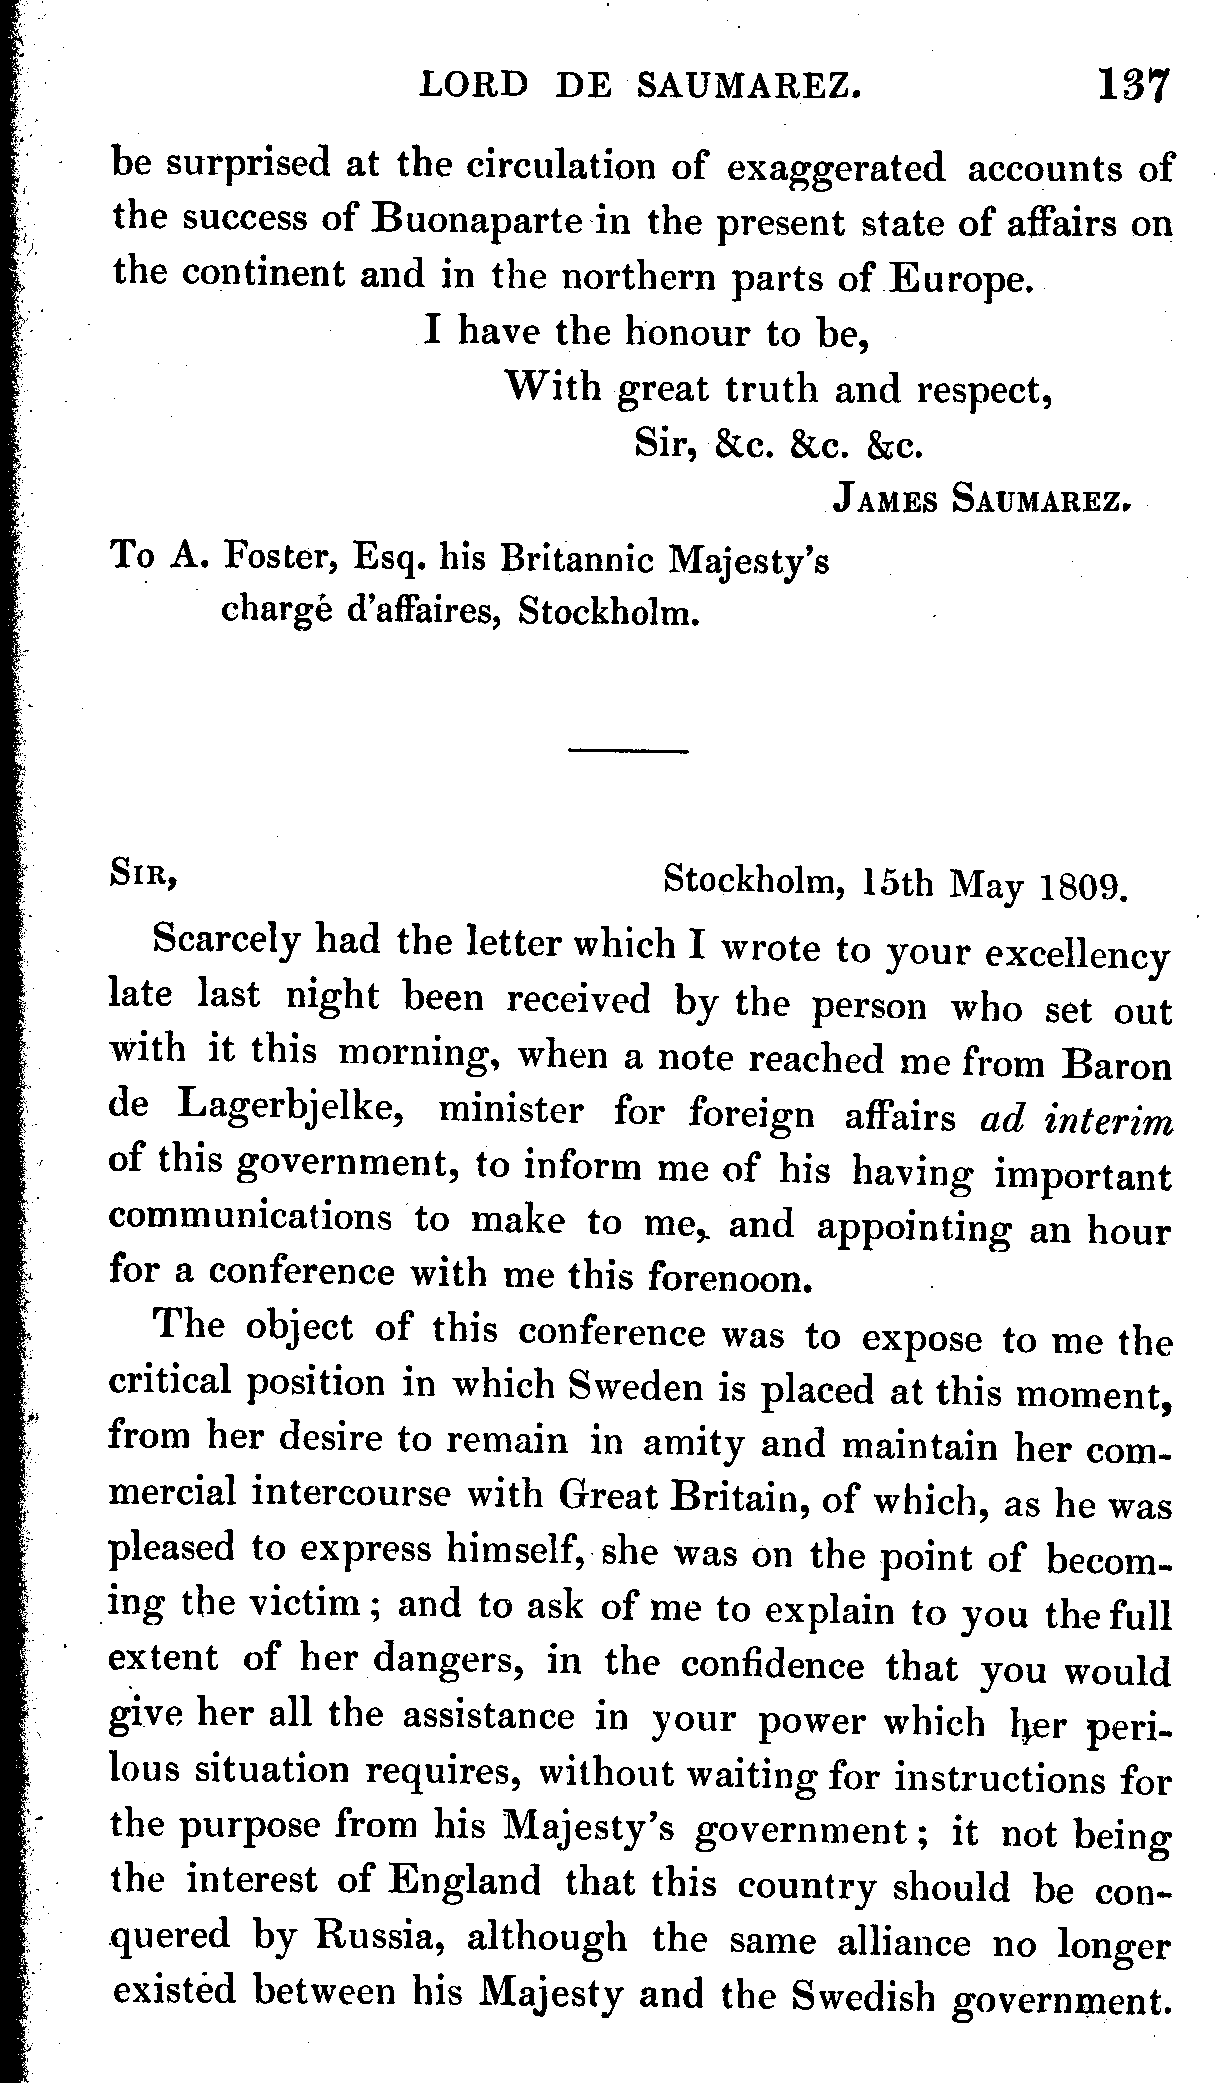 LORD DE SAUMAREZ. 137
be surprised at the circulation of exaggerated accounts of
the success of Buonaparte in the present state of affairs on
the continent and in the northern parts of Europe.
I have the honour to be,
With great truth and respect,
Sir, &c. &c. &c.
JAMES SAUMAREZ.
To A. Foster, Esq. his Britannic Majesty's
chargé d'affaires, Stockholm.
SIR, Stockholm, 15th May 1809.
Scarcely had the letter which I wrote to your excellency
late last night been received by the person who set out
with it this morning, when a note reached me from Baron
de Lagerbjelke, minister for foreign affairs ad interim
of this government, to inform me of his having important
communications to make to me, and appointing an hour
for a conference with me this forenoon.
The object of this conference was to expose to me the
critical position in which Sweden is placed at this moment,
from her desire to remain in amity and maintain her com-
mercial intercourse with Great Britain, of which, as he was
pleased to express himself, she was on the point of becom-
ing the victim; and to ask of me to explain to you the full
extent of her dangers, in the confidence that you would
give her all the assistance in your power which her peri-
lous situation requires, without waiting for instructions for
the purpose from his Majesty's government; it not being
the interest of England that this country should be con-
quered by Russia, although the same alliance no longer
existed between his Majesty and the Swedish government.